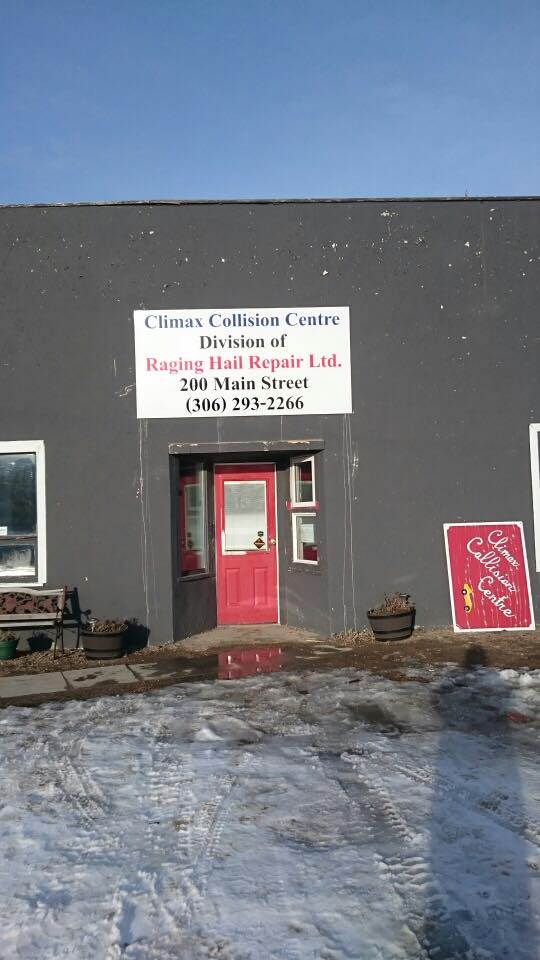 Climax Collision Centre
Division of
Raging Hail Repair Ltd.
200 Main Street
(306) 293-2266
Climax
Collision
Centre